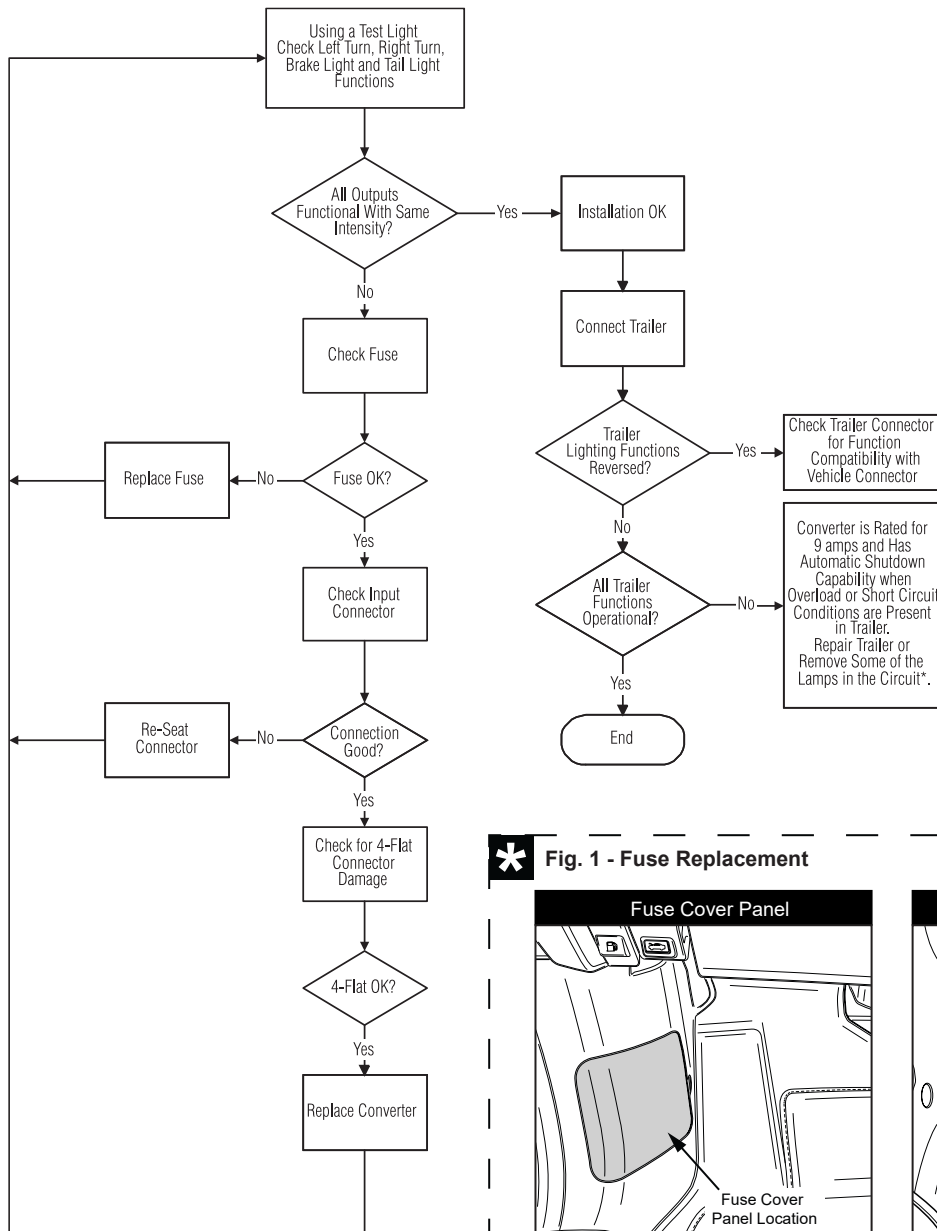 Using a Test Light
Check Left Turn, Right Turn,
Brake Light and Tail Light
Functions
All Outputs
Functional With Same
Intensity?
Yes
Installation OK
No
Check Fuse
Connect Trailer
Fuse OK?
No
Replace Fuse
Trailer
Lighting Functions
Reversed?
Yes
Check Trailer Connector
for Function
Compatibility with
Vehicle Connector
Yes
No
Check Input
Connector
All Trailer
Functions
Operational?
No
Converter is Rated for
9 amps and Has
Automatic Shutdown
Capability when
Overload or Short Circuit
Conditions are Present
in Trailer.
Repair Trailer or
Remove Some of the
Lamps in the Circuit*.
Yes
End
Connection
Good?
No
Re-Seat
Connector
Yes
Check for 4-Flat
Connector
Damage
4-Flat OK?
Yes
Replace Converter
* Fig. 1 - Fuse Replacement
Fuse Cover Panel
Fuse Cover
Panel Location